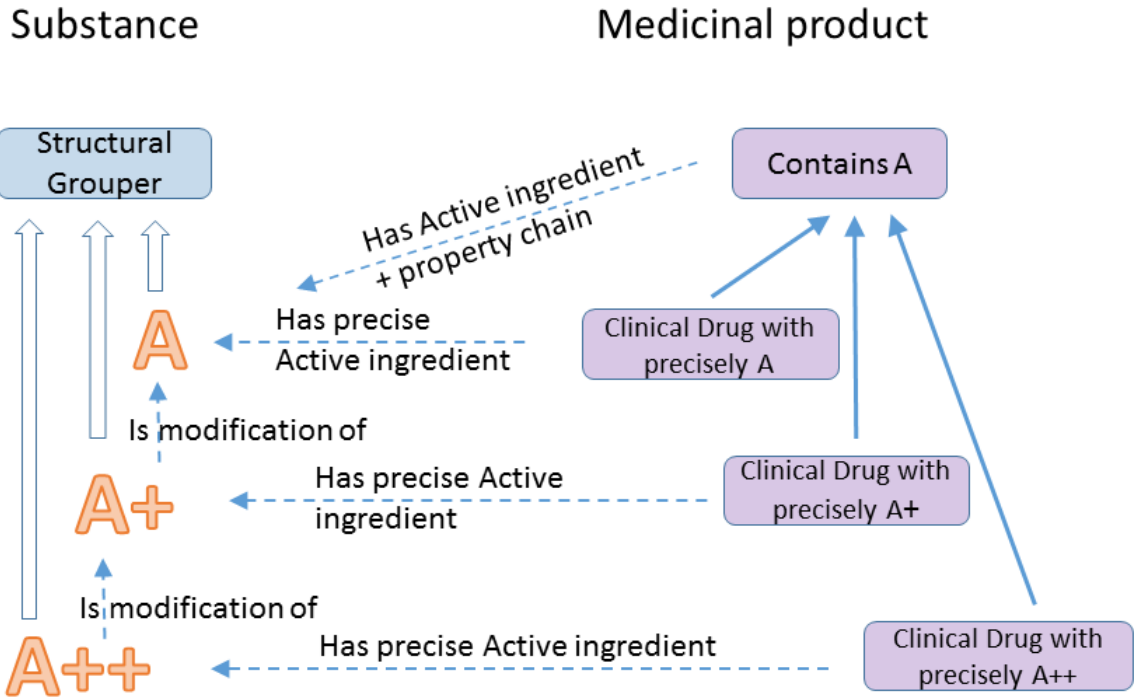 Substance
Medicinal product
Structural
Grouper
Contains A
Has Active ingredient
+ property chain
A
Has precise
Active ingredient
Clinical Drug with
precisely A
Is modification of
A+
Has precise Active
ingredient
Clinical Drug with
precisely A+
Is modification of
A++
Has precise Active ingredient
Clinical Drug with
precisely A++